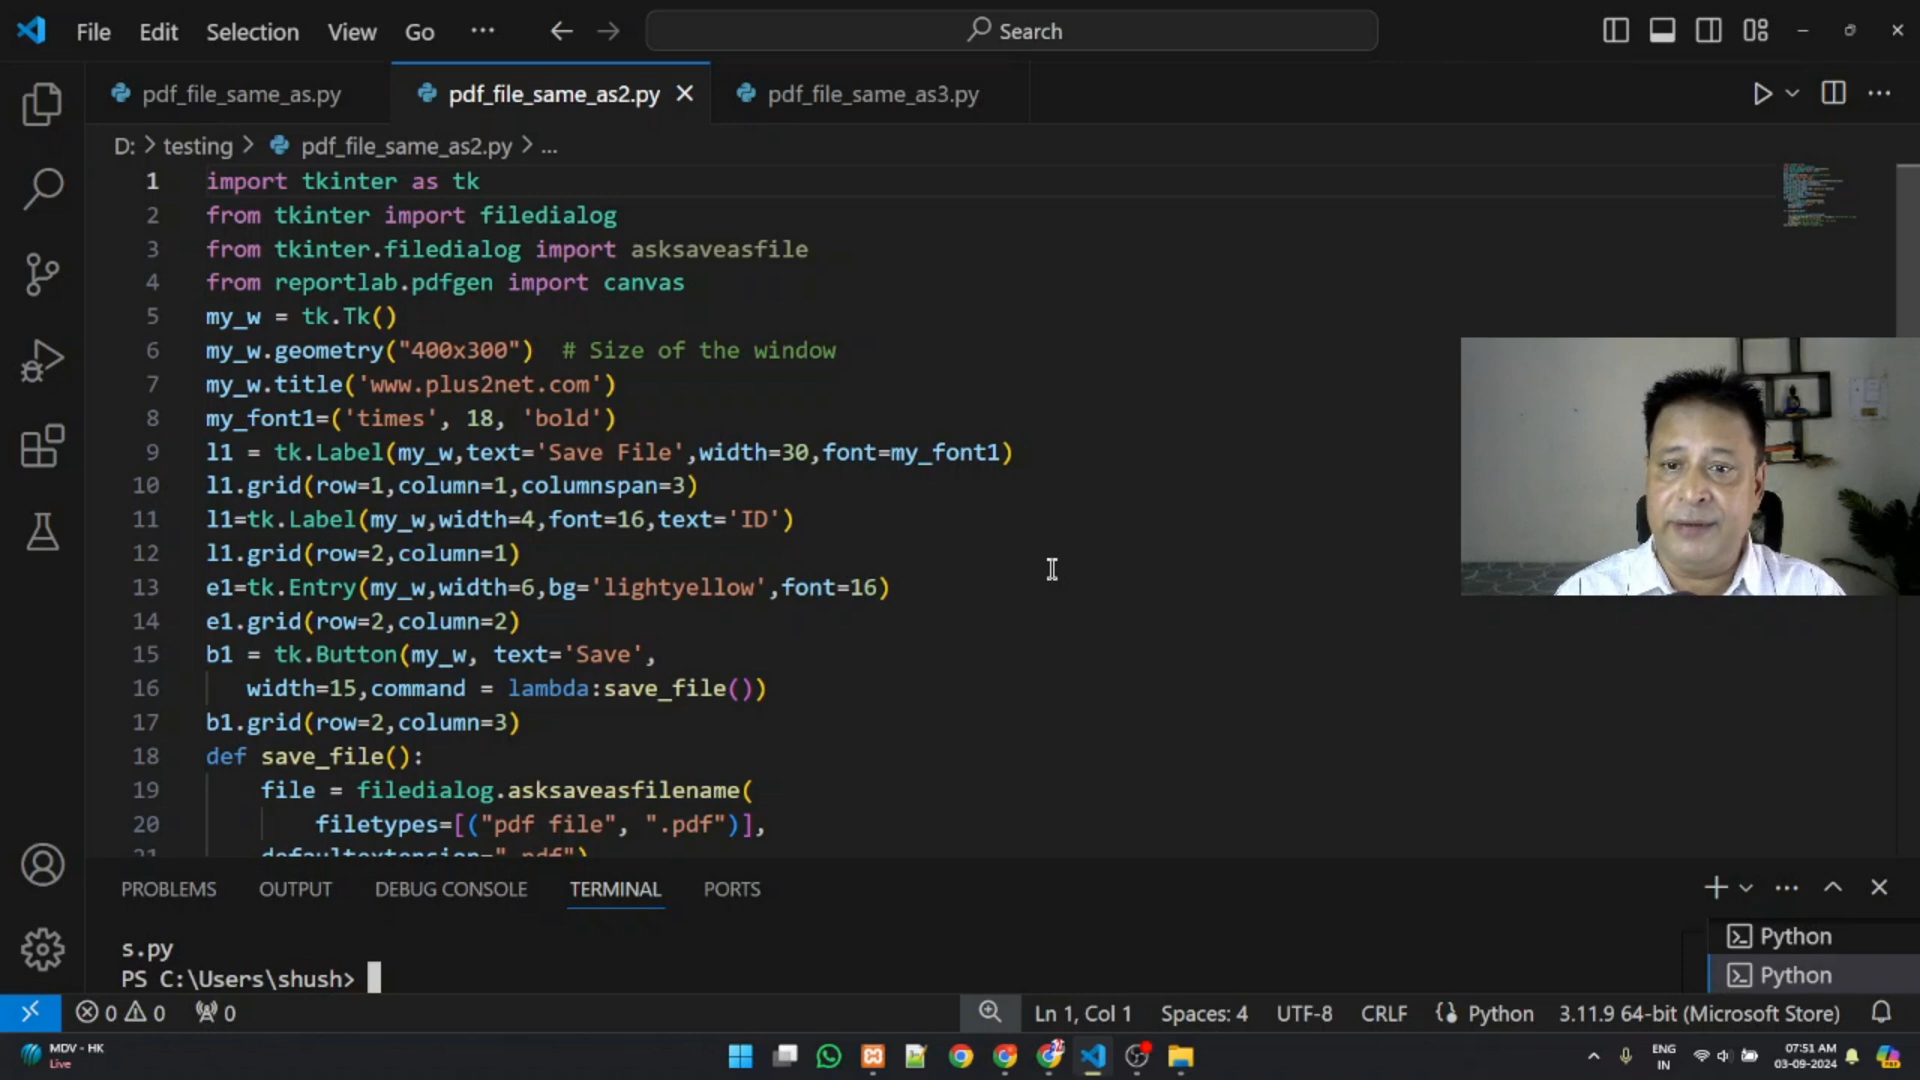 File Edit Selection View Go ··· Search
pdf_file_same_as.py pdf_file_same_as2.py pdf_file_same_as3.py
D: > testing > pdf_file_same_as2.py > ...
1 import tkinter as tk
2 from tkinter import filedialog
3 from tkinter.filedialog import asksaveasfile
4 from reportlab.pdfgen import canvas
5 my_w = tk.Tk()
6 my_w.geometry("400x300")  # Size of the window
7 my_w.title('www.plus2net.com')
8 my_font1=('times', 18, 'bold')
9 l1 = tk.Label(my_w,text='Save File',width=30,font=my_font1)
10 l1.grid(row=1,column=1,columnspan=3)
11 l1=tk.Label(my_w,width=4,font=16,text='ID')
12 l1.grid(row=2,column=1)
13 e1=tk.Entry(my_w,width=6,bg='lightyellow',font=16)
14 e1.grid(row=2,column=2)
15 b1 = tk.Button(my_w, text='Save',
16 width=15,command = lambda:save_file())
17 b1.grid(row=2,column=3)
18 def save_file():
19 file = filedialog.asksaveasfilename(
20 filetypes=[("pdf file", ".pdf")],
21 defaultextension=".pdf")
PROBLEMS OUTPUT DEBUG CONSOLE TERMINAL PORTS
s.py
PS C:\Users\shush>
Python
Python
0 0 0 Ln 1, Col 1 Spaces: 4 UTF-8 CRLF Python 3.11.9 64-bit (Microsoft Store)
MDV - HK
Live
ENG
IN
07:51 AM
03-09-2024